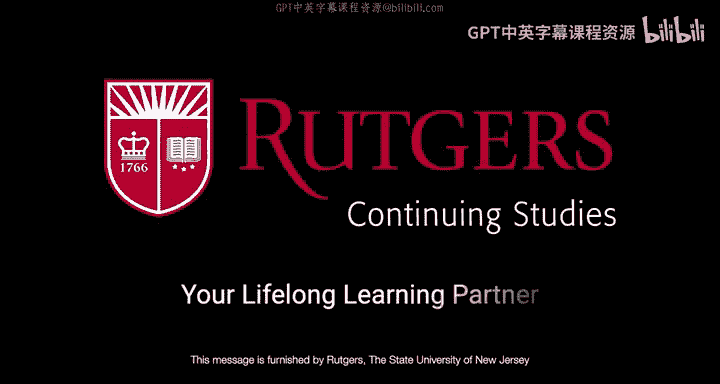 GPT中英字幕课程资源@bilibili.com
GPT中英字幕课程资源 bilibili
1766
RUTGERS
Continuing Studies
Your Lifelong Learning Partner
This message is furnished by Rutgers, The State University of New Jersey